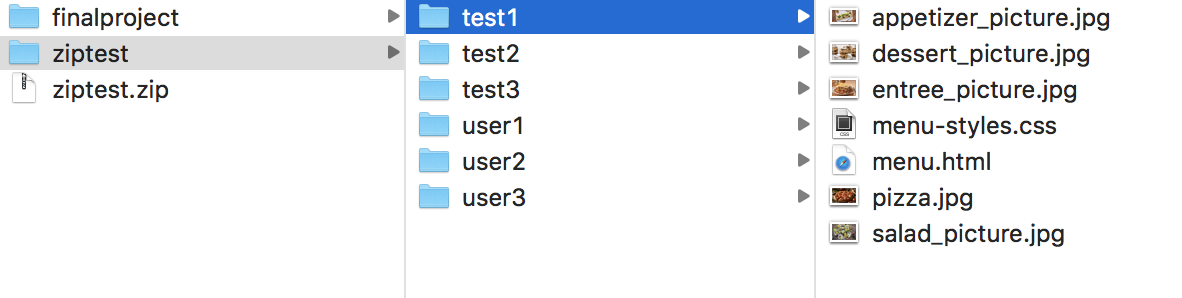 finalproject
ziptest
ziptest.zip
test1
test2
test3
user1
user2
user3
appetizer_picture.jpg
dessert_picture.jpg
entree_picture.jpg
menu-styles.css
CSS
menu.html
pizza.jpg
salad_picture.jpg